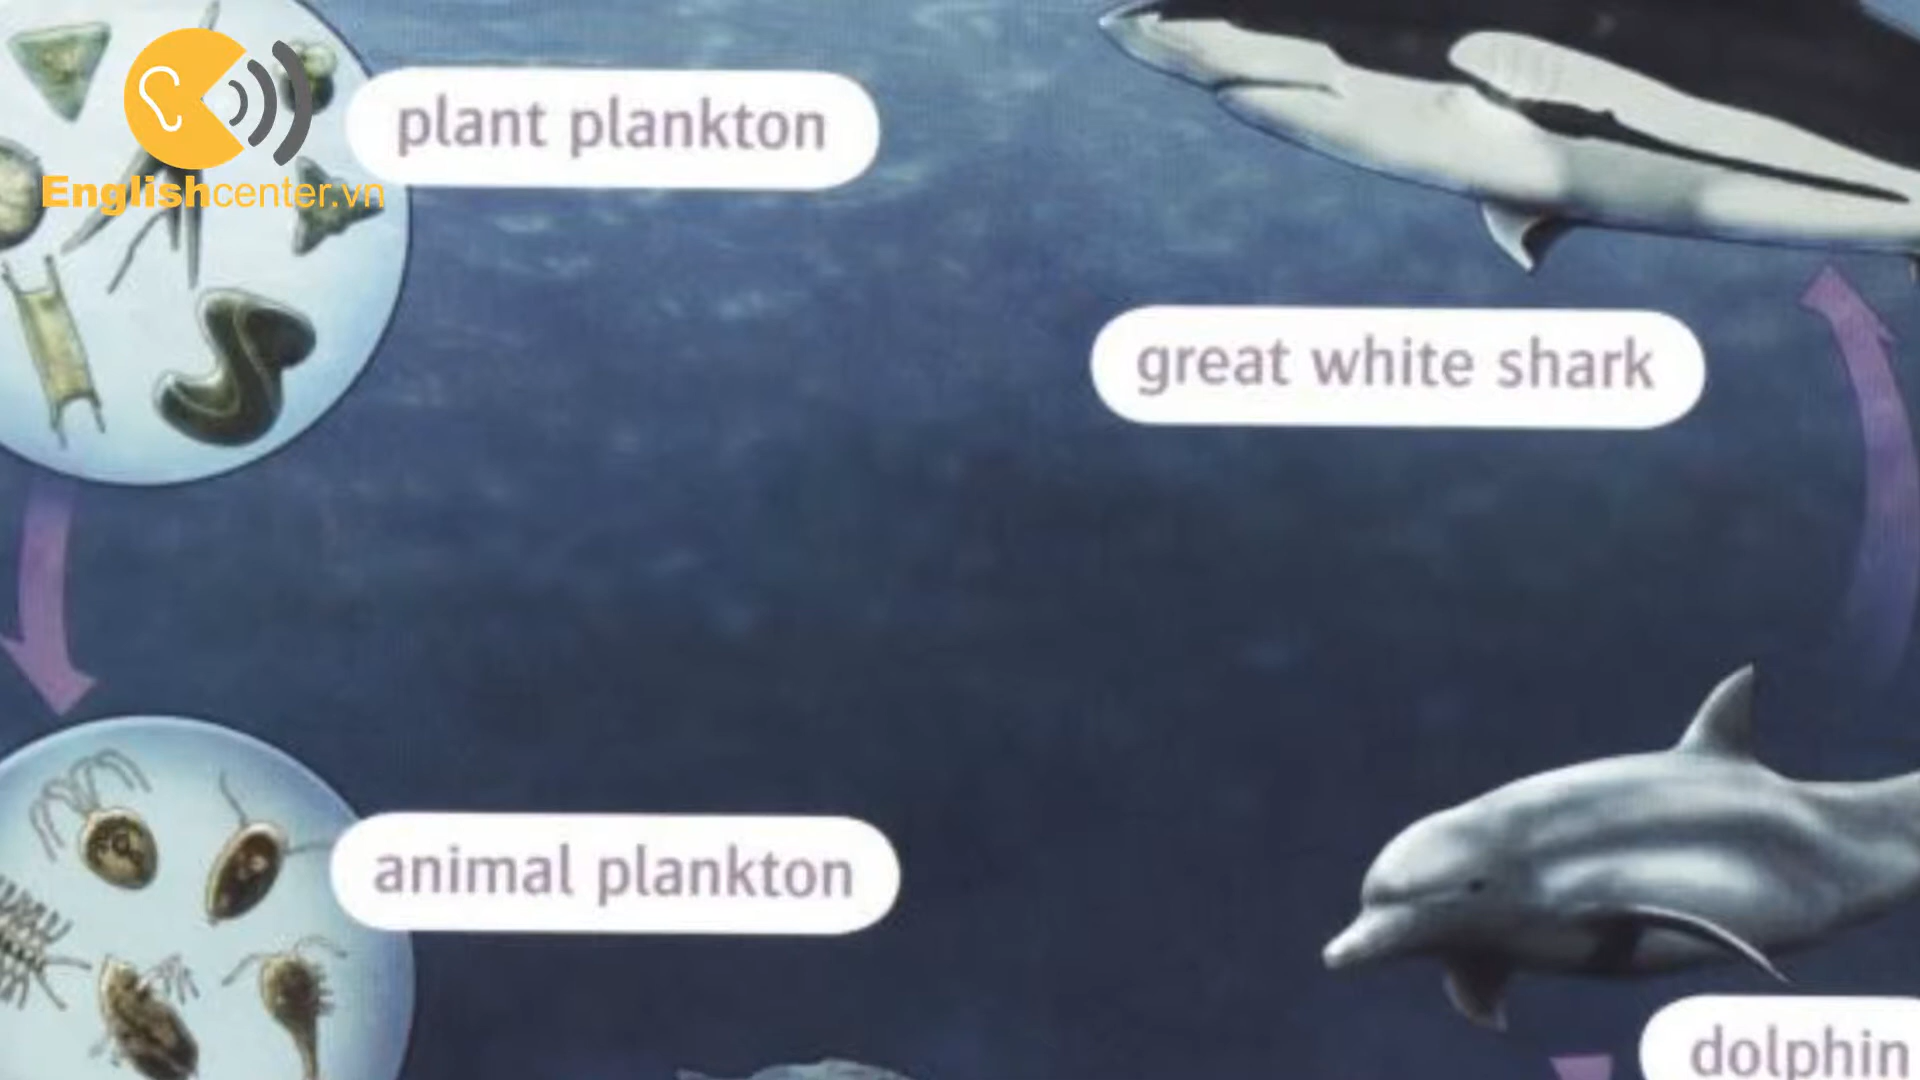 plant plankton
Englishcenter.vn
great white shark
animal plankton
dolphin